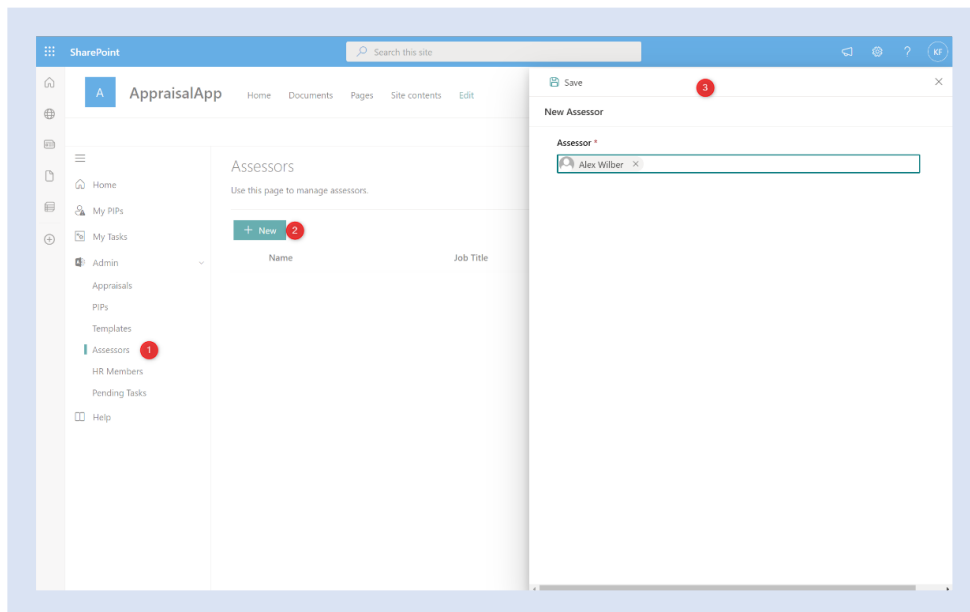 SharePoint
Search this site
?
KF
A
AppraisalApp
Home Documents Pages Site contents Edit
Home
My PIPs
My Tasks
Admin
Appraisals
PIPs
Templates
Assessors 1
HR Members
Pending Tasks
Help
Assessors
Use this page to manage assessors.
+ New 2
Name Job Title
Save
3
New Assessor
Assessor *
Alex Wilber ×